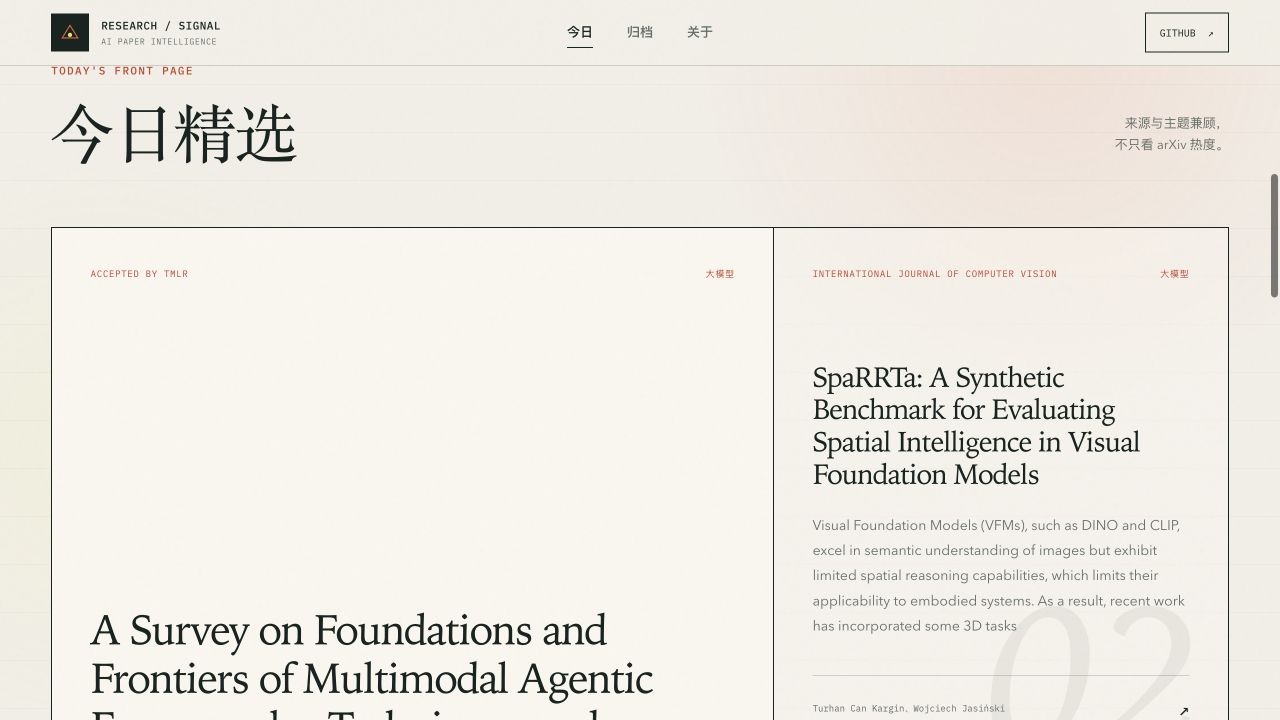 RESEARCH / SIGNAL
AI PAPER INTELLIGENCE
今日
归档
关于
GITHUB ↗
TODAY'S FRONT PAGE
今日精选
来源与主题兼顾，
不只看 arXiv 热度。
ACCEPTED BY TMLR
大模型
A Survey on Foundations and
Frontiers of Multimodal Agentic
INTERNATIONAL JOURNAL OF COMPUTER VISION
大模型
SpaRRTa: A Synthetic
Benchmark for Evaluating
Spatial Intelligence in Visual
Foundation Models
Visual Foundation Models (VFMs), such as DINO and CLIP,
excel in semantic understanding of images but exhibit
limited spatial reasoning capabilities, which limits their
applicability to embodied systems. As a result, recent work
has incorporated some 3D tasks
02
Turhan Can Kargin、Wojciech Jasiński
↗